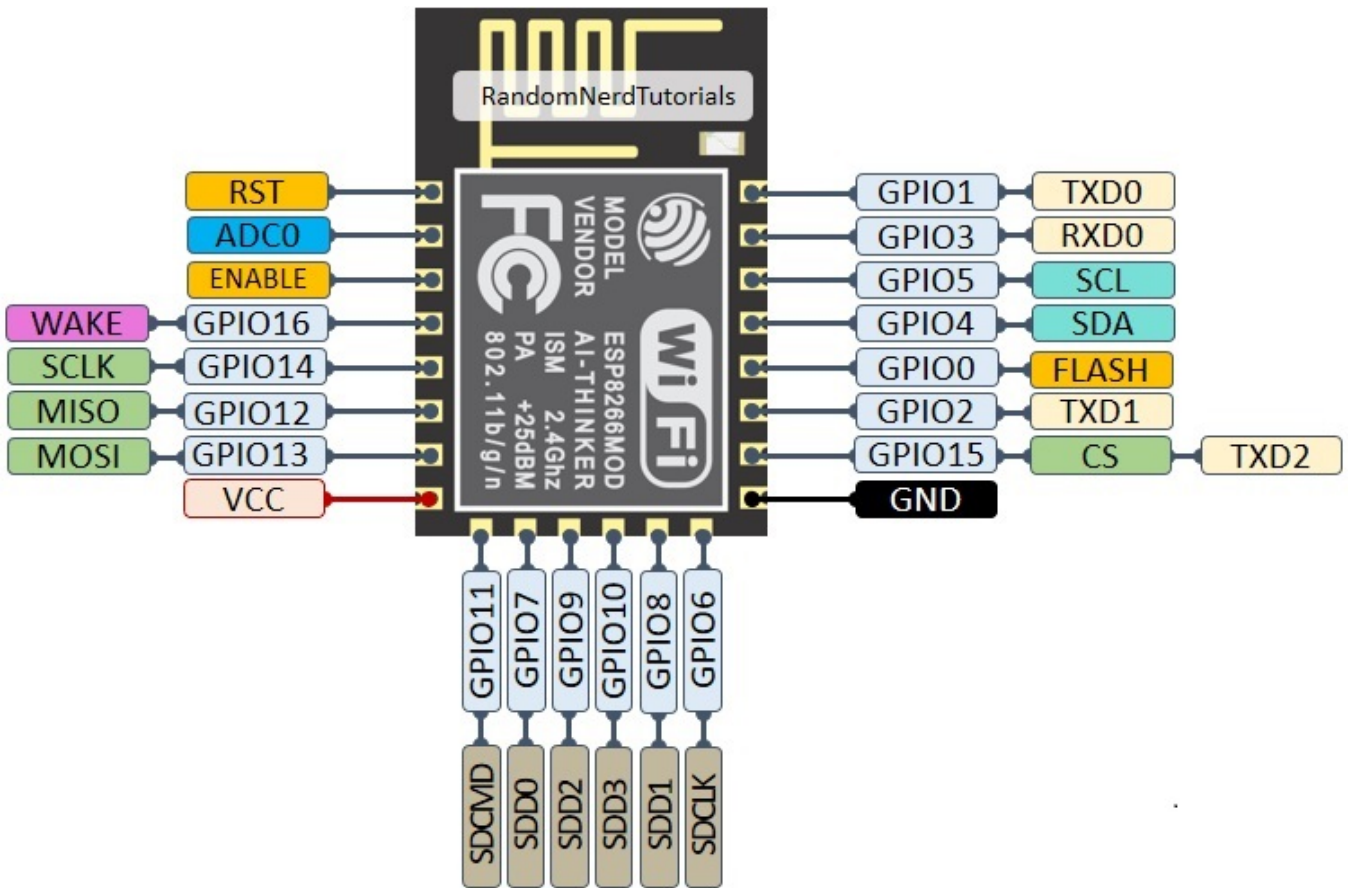 RandomNerdTutorials
RST
ADC0
ENABLE
WAKE GPIO16
SCLK GPIO14
MISO GPIO12
MOSI GPIO13
VCC
FC
MODEL
VENDOR
ESP8266MOD
AI-THINKER
ISM 2.4Ghz
PA +25dBM
802.11b/g/n
Wi Fi
GPIO1 TXD0
GPIO3 RXD0
GPIO5 SCL
GPIO4 SDA
GPIO0 FLASH
GPIO2 TXD1
GPIO15 CS TXD2
GND
GPIO11 SDCMD
GPIO7 SDD0
GPIO9 SDD2
GPIO10 SDD3
GPIO8 SDD1
GPIO6 SDCLK